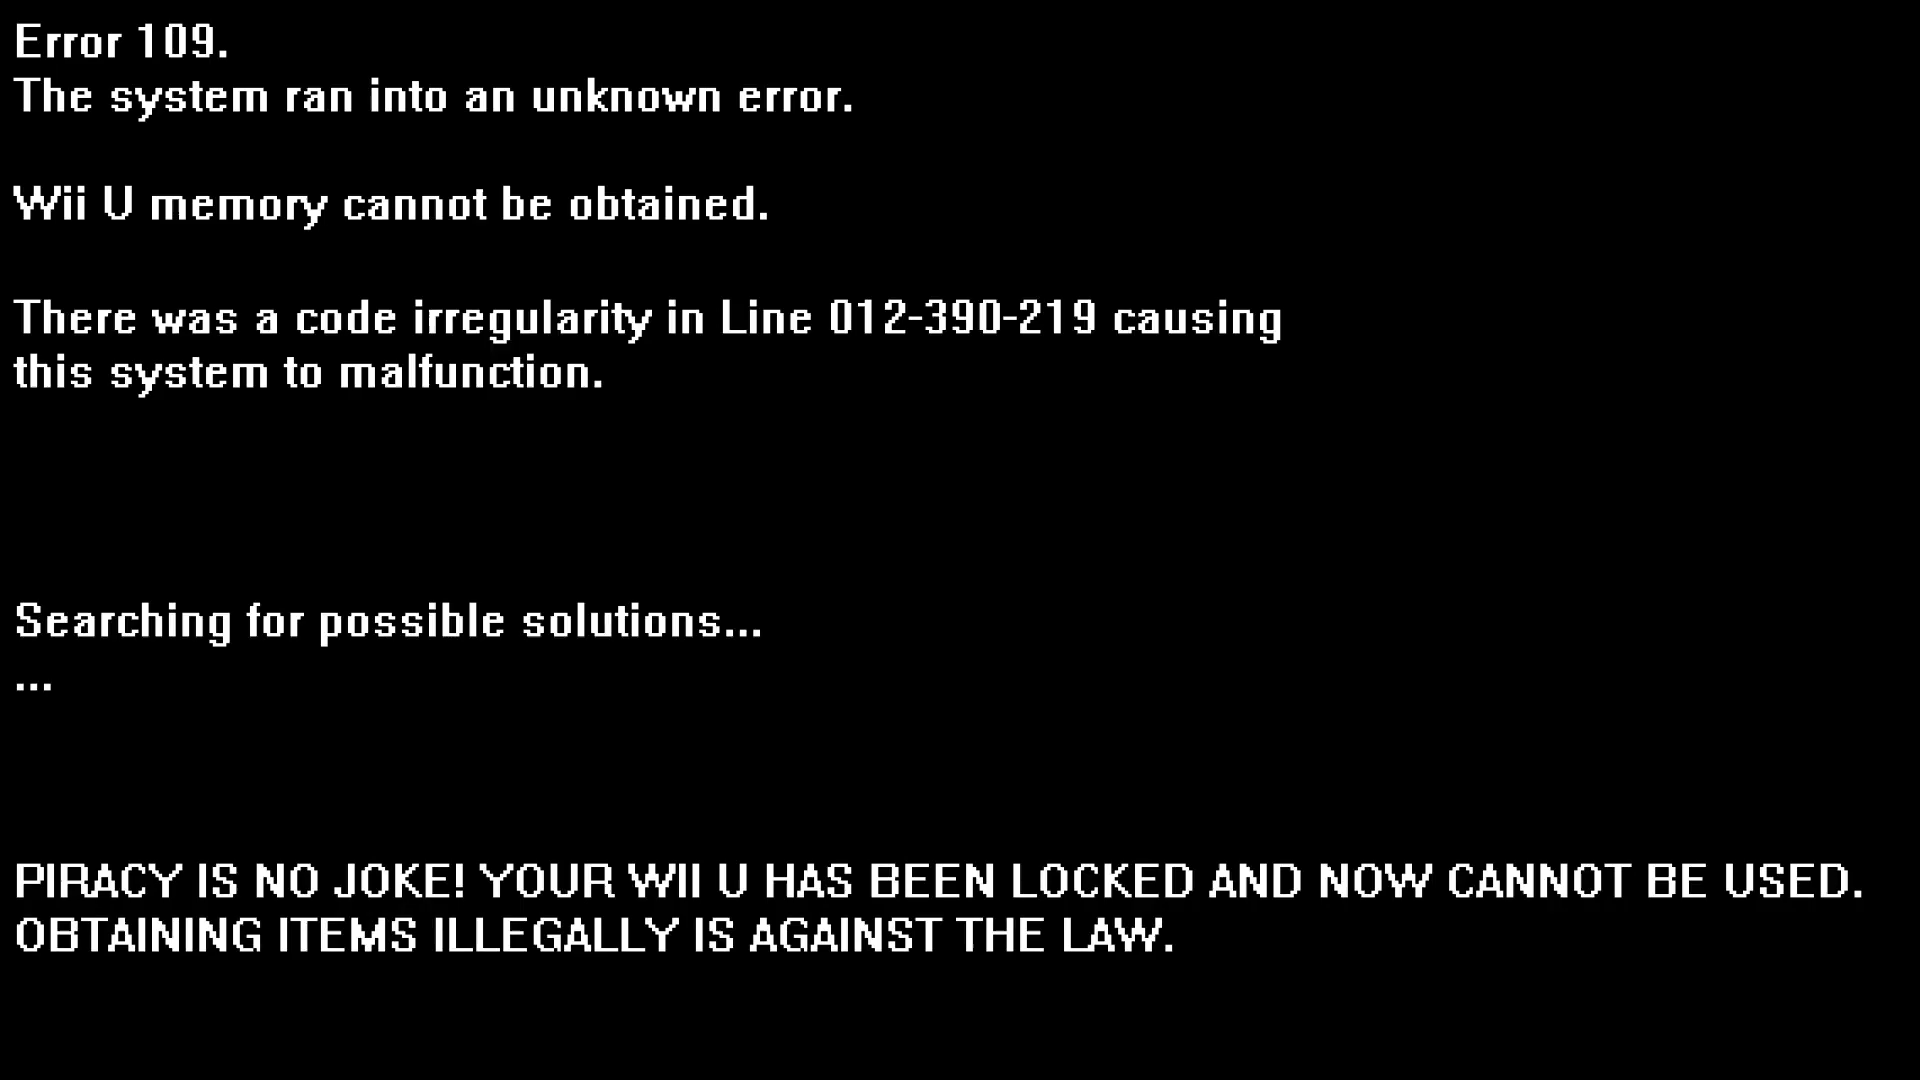 Error 109.
The system ran into an unknown error.
Wii U memory cannot be obtained.
There was a code irregularity in Line 012-390-219 causing
this system to malfunction.
Searching for possible solutions...
...
PIRACY IS NO JOKE! YOUR WII U HAS BEEN LOCKED AND NOW CANNOT BE USED.
OBTAINING ITEMS ILLEGALLY IS AGAINST THE LAW.